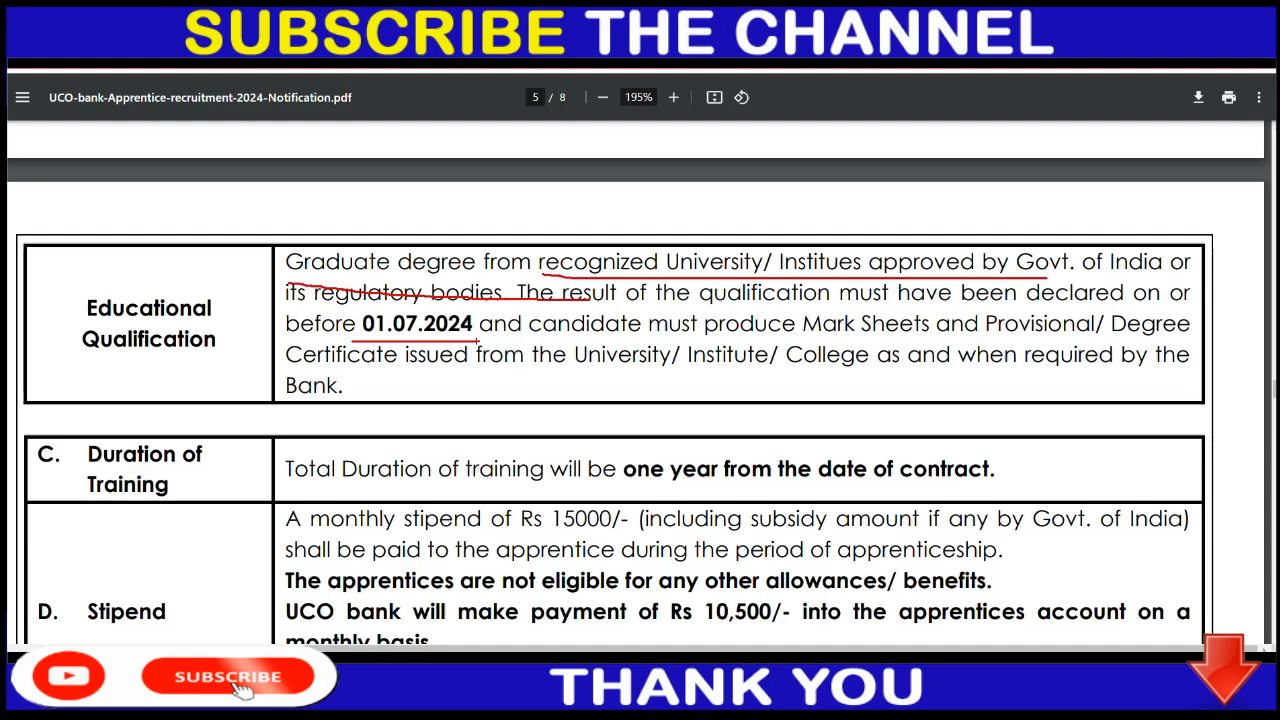 SUBSCRIBE THE CHANNEL
UCO-bank-Apprentice-recruitment-2024-Notification.pdf 5 / 8 195%
Educational Qualification
Graduate degree from recognized University/ Institues approved by Govt. of India or
its regulatory bodies. The result of the qualification must have been declared on or
before 01.07.2024 and candidate must produce Mark Sheets and Provisional/ Degree
Certificate issued from the University/ Institute/ College as and when required by the
Bank.
C. Duration of Training
Total Duration of training will be one year from the date of contract.
D. Stipend
A monthly stipend of Rs 15000/- (including subsidy amount if any by Govt. of India)
shall be paid to the apprentice during the period of apprenticeship.
The apprentices are not eligible for any other allowances/ benefits.
UCO bank will make payment of Rs 10,500/- into the apprentices account on a
monthly basis.
SUBSCRIBE
THANK YOU